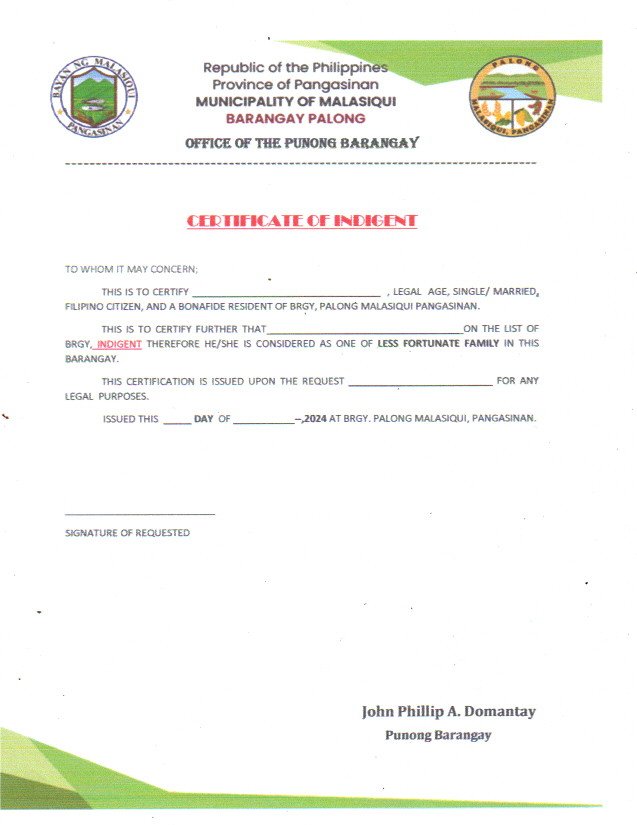 Republic of the Philippines
Province of Pangasinan
MUNICIPALITY OF MALASIQUI
BARANGAY PALONG
OFFICE OF THE PUNONG BARANGAY
BAYAN NG MALASIQUI
PANGASINAN
PALONG
MALASIQUI, PANGASINAN
CERTIFICATE OF INDIGENT
TO WHOM IT MAY CONCERN;
THIS IS TO CERTIFY ______________________________ , LEGAL AGE, SINGLE/ MARRIED,
FILIPINO CITIZEN, AND A BONAFIDE RESIDENT OF BRGY, PALONG MALASIQUI PANGASINAN.
THIS IS TO CERTIFY FURTHER THAT______________________________ON THE LIST OF
BRGY, INDIGENT THEREFORE HE/SHE IS CONSIDERED AS ONE OF LESS FORTUNATE FAMILY IN THIS
BARANGAY.
THIS CERTIFICATION IS ISSUED UPON THE REQUEST ______________________ FOR ANY
LEGAL PURPOSES.
ISSUED THIS _____ DAY OF ___________--,2024 AT BRGY. PALONG MALASIQUI, PANGASINAN.
SIGNATURE OF REQUESTED
John Phillip A. Domantay
Punong Barangay